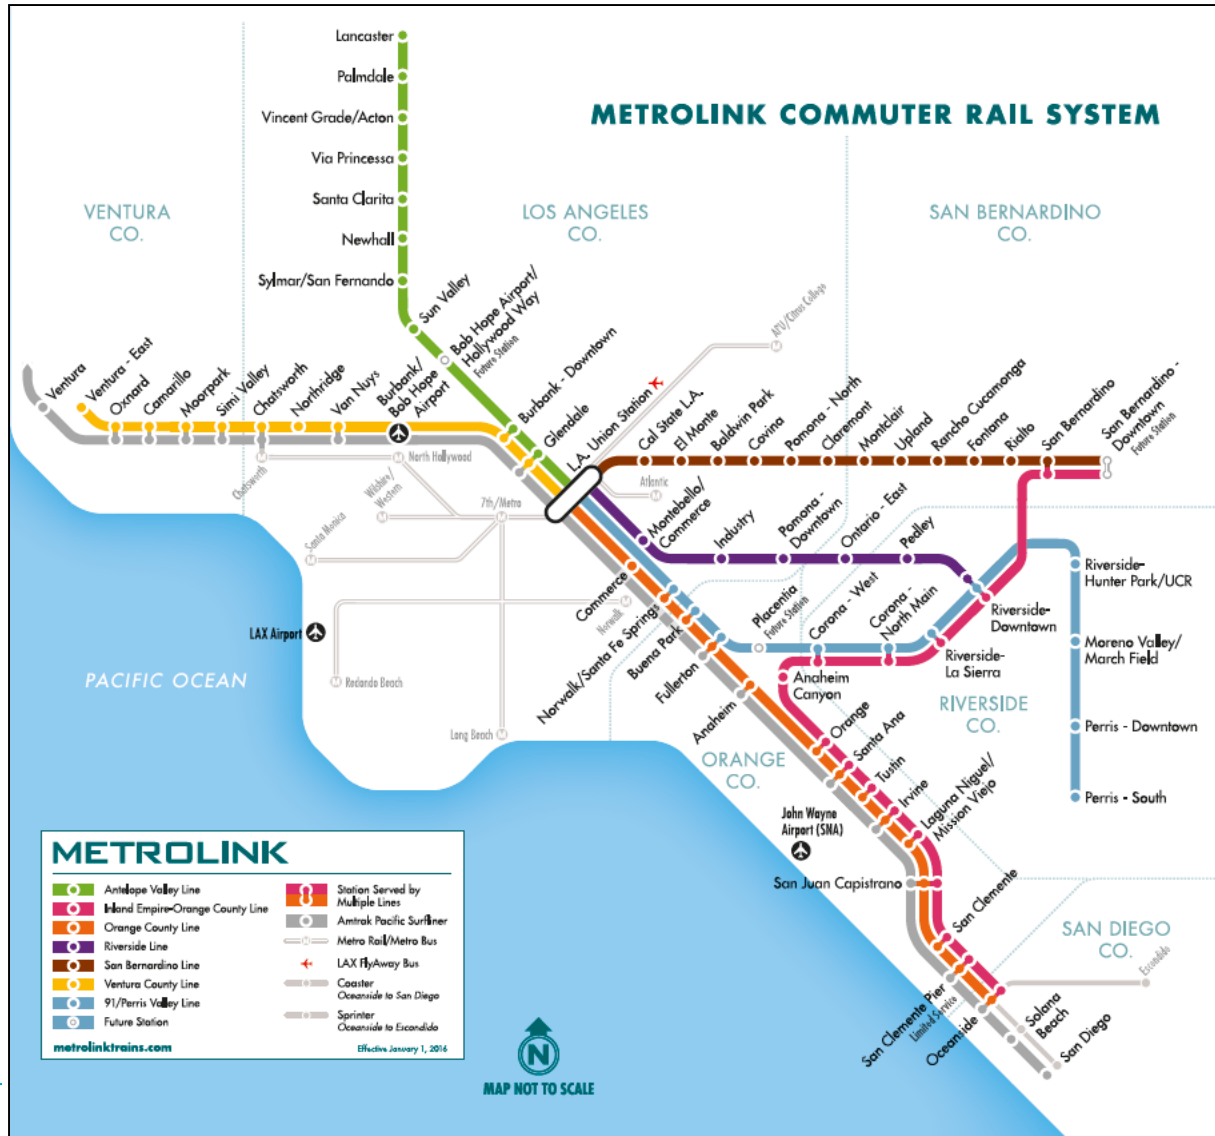 METROLINK COMMUTER RAIL SYSTEM
VENTURA
CO.
LOS ANGELES
CO.
SAN BERNARDINO
CO.
Lancaster
Palmdale
Vincent Grade/Acton
Via Princessa
Santa Clarita
Newhall
Sylmar/San Fernando
Sun Valley
Bob Hope Airport/
Hollywood Way
Future Station
Burbank - Downtown
Glendale
L.A. Union Station
APU/Citrus College
Ventura
Ventura - East
Oxnard
Camarillo
Moorpark
Simi Valley
Chatsworth
Northridge
Van Nuys
Burbank/
Bob Hope
Airport
Cal State L.A.
El Monte
Baldwin Park
Covina
Pomona - North
Claremont
Montclair
Upland
Rancho Cucamonga
Fontana
Rialto
San Bernardino
San Bernardino -
Downtown
Future Station
M
Chatsworth
M
North Hollywood
Wilshire/
Western
M
7th/Metro
M
Atlantic
M
Santa Monica
M
Montebello/
Commerce
Industry
Pomona -
Downtown
Ontario - East
Pedley
Riverside-
Downtown
Riverside-
Hunter Park/UCR
Moreno Valley/
March Field
Perris - Downtown
Perris - South
Commerce
Norwalk
M
Norwalk/Santa Fe Springs
Buena Park
Fullerton
Placentia
Future Station
Corona - West
Corona -
North Main
Riverside-
La Sierra
Anaheim
Canyon
RIVERSIDE
CO.
LAX Airport
M
Redondo Beach
Long Beach
M
PACIFIC OCEAN
Anaheim
ORANGE
CO.
Orange
Santa Ana
Tustin
Irvine
Laguna Niguel/
Mission Viejo
John Wayne
Airport (SNA)
San Juan Capistrano
San Clemente
SAN DIEGO
CO.
Escondido
San Clemente Pier
Limited Service
Oceanside
Solana
Beach
San Diego
METROLINK
Antelope Valley Line
Inland Empire-Orange County Line
Orange County Line
Riverside Line
San Bernardino Line
Ventura County Line
91/Perris Valley Line
Future Station
Station Served by
Multiple Lines
Amtrak Pacific Surfliner
M
Metro Rail/Metro Bus
LAX FlyAway Bus
Coaster
Oceanside to San Diego
Sprinter
Oceanside to Escondido
metrolinktrains.com
Effective January 1, 2016
N
MAP NOT TO SCALE